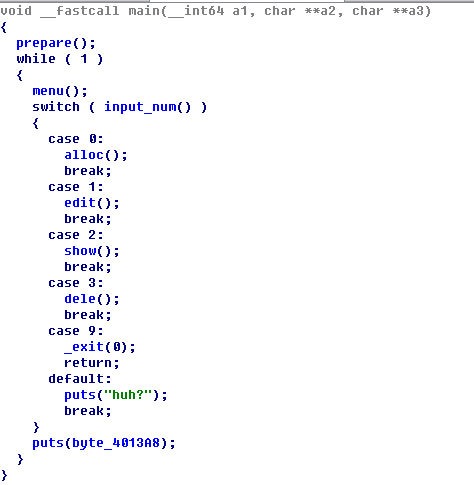 void __fastcall main(__int64 a1, char **a2, char **a3)
{
  prepare();
  while ( 1 )
  {
    menu();
    switch ( input_num() )
    {
      case 0:
        alloc();
        break;
      case 1:
        edit();
        break;
      case 2:
        show();
        break;
      case 3:
        dele();
        break;
      case 9:
        _exit(0);
        return;
      default:
        puts("huh?");
        break;
    }
    puts(byte_4013A8);
  }
}